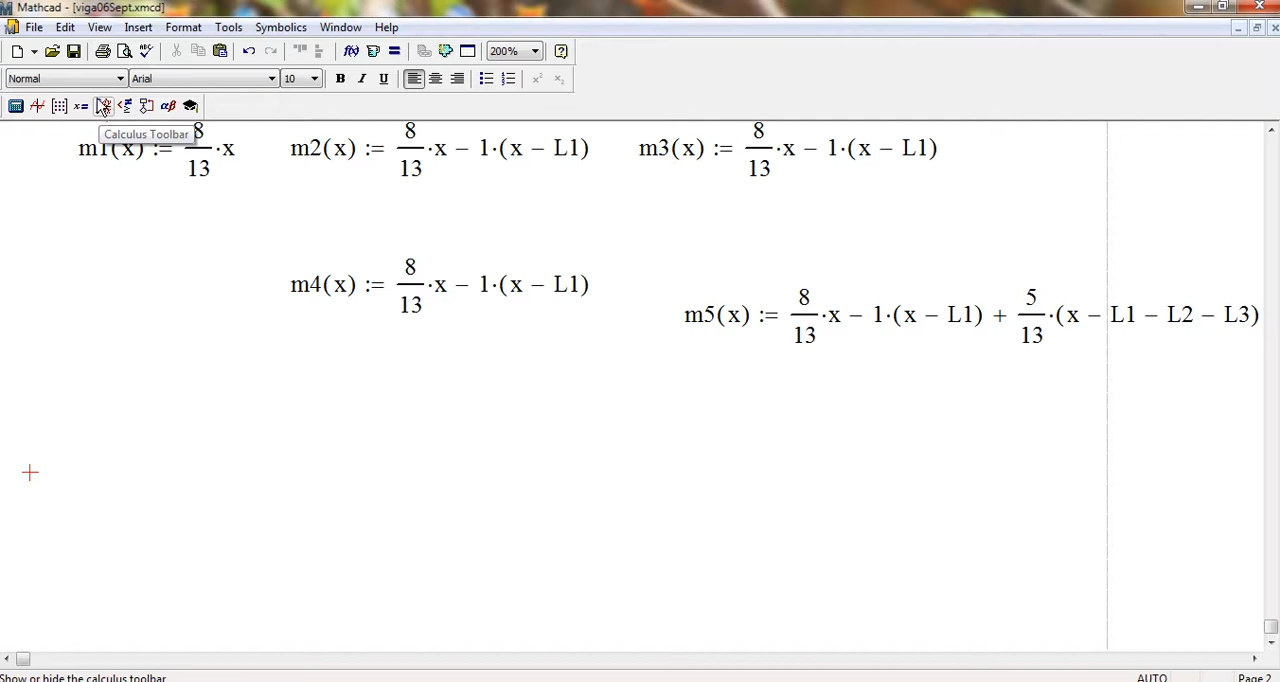 Mathcad - [viga06Sept.xmcd]
File Edit View Insert Format Tools Symbolics Window Help
200%
Normal Arial 10 B I U
Calculus Toolbar
m1(x) := 8/13·x m2(x) := 8/13·x − 1·(x − L1) m3(x) := 8/13·x − 1·(x − L1)
m4(x) := 8/13·x − 1·(x − L1)
m5(x) := 8/13·x − 1·(x − L1) + 5/13·(x − L1 − L2 − L3)
Show or hide the calculus toolbar AUTO Page 2